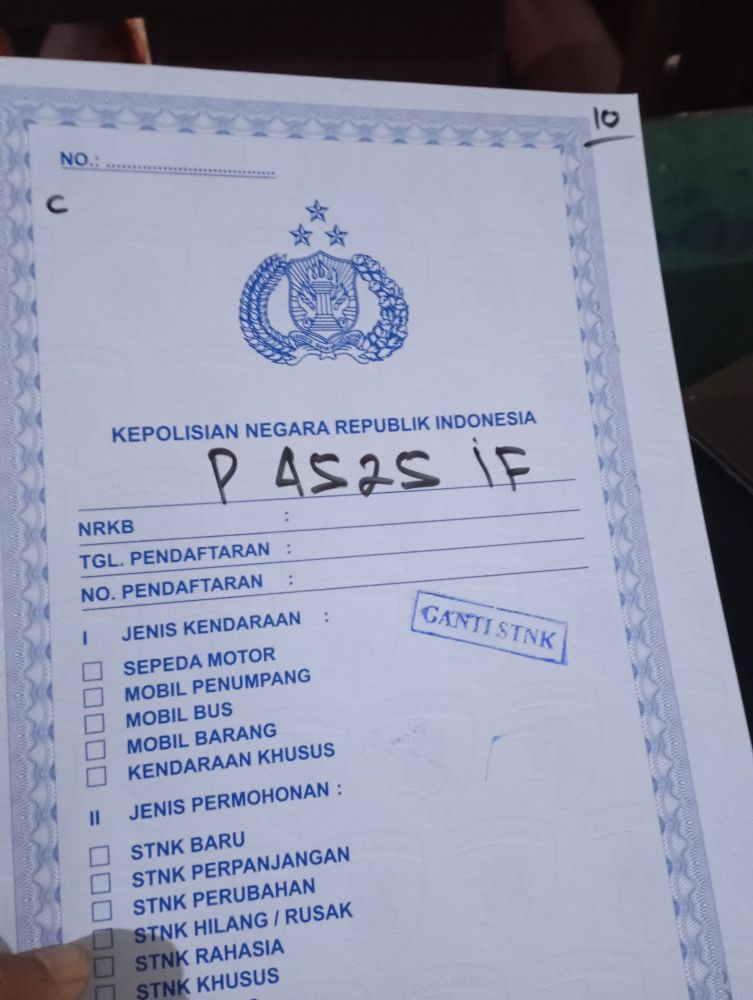 10
NO.: ....................................
C
KEPOLISIAN NEGARA REPUBLIK INDONESIA
P 4525 IF
NRKB :
TGL. PENDAFTARAN :
NO. PENDAFTARAN :
I JENIS KENDARAAN :
GANTI STNK
SEPEDA MOTOR
MOBIL PENUMPANG
MOBIL BUS
MOBIL BARANG
KENDARAAN KHUSUS
II JENIS PERMOHONAN :
STNK BARU
STNK PERPANJANGAN
STNK PERUBAHAN
STNK HILANG / RUSAK
STNK RAHASIA
STNK KHUSUS